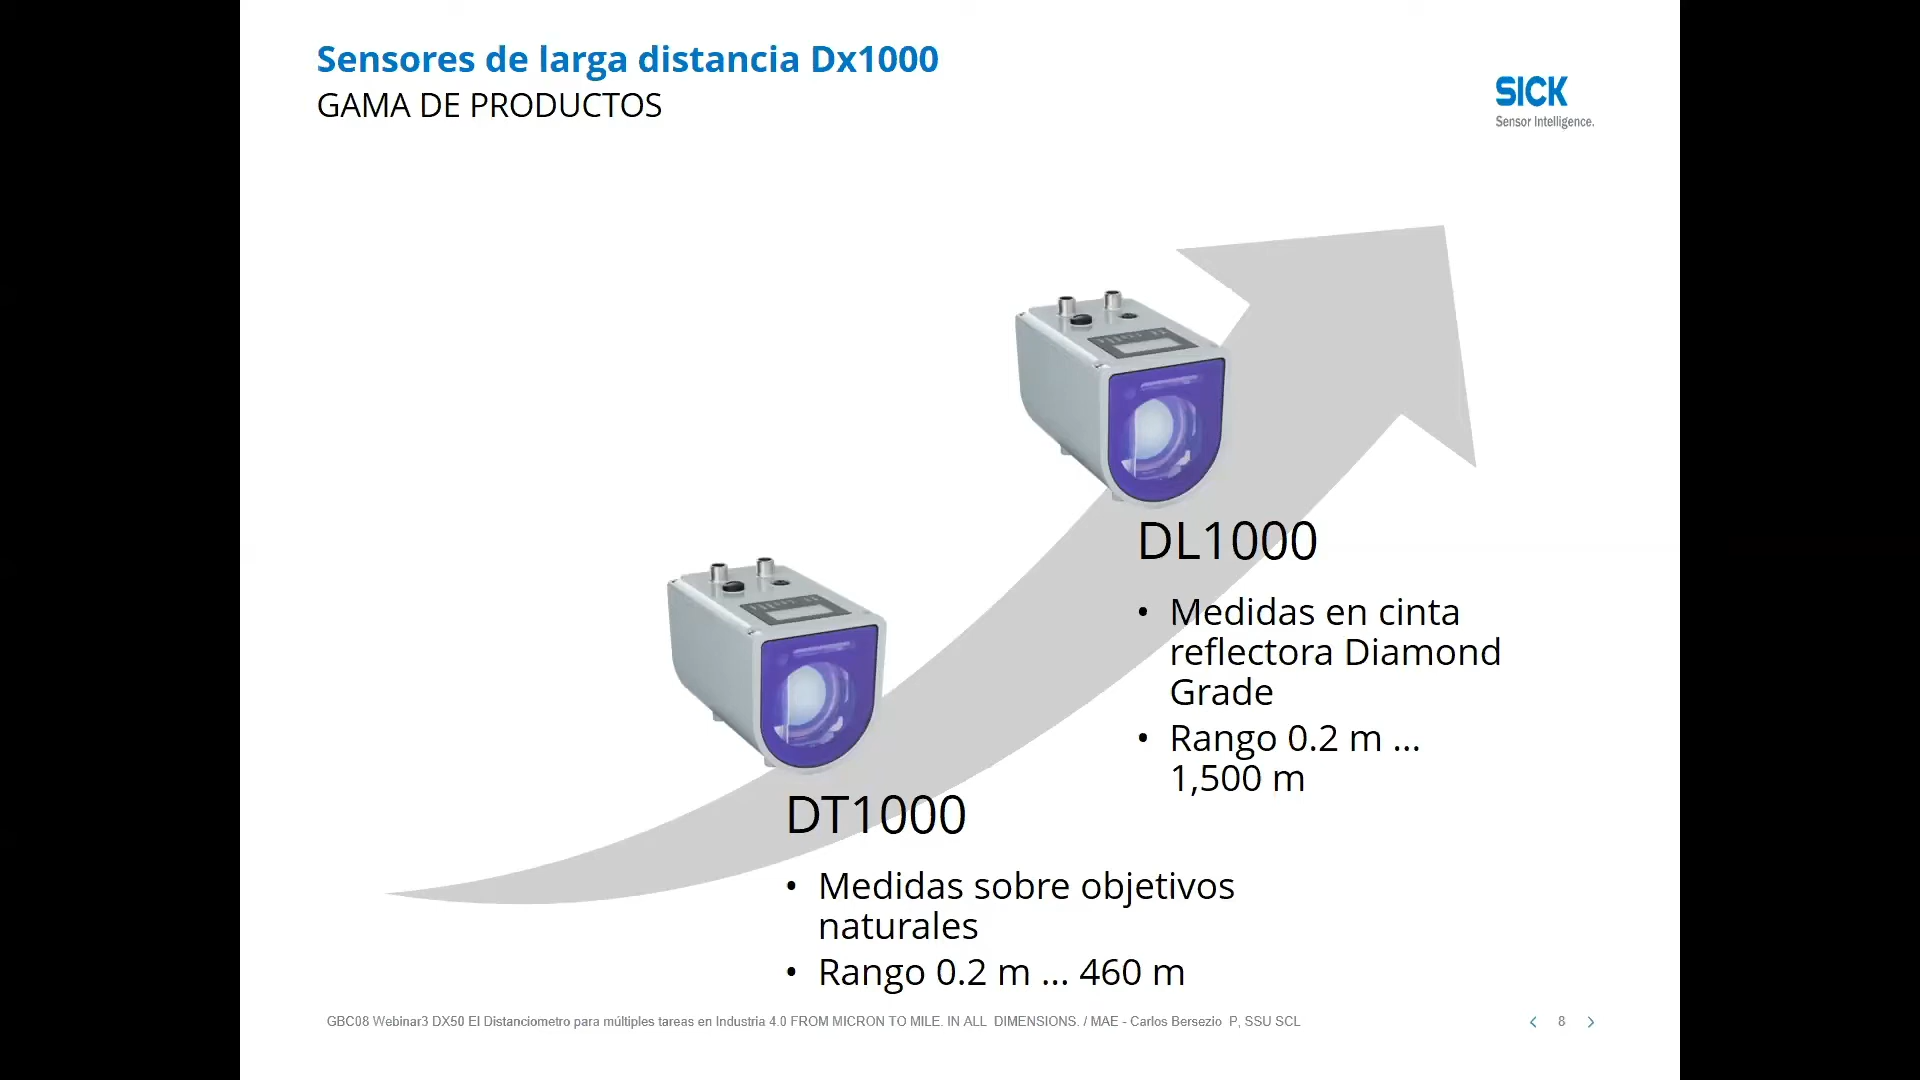 Sensores de larga distancia Dx1000
GAMA DE PRODUCTOS
SICK
Sensor Intelligence.
DL1000
• Medidas en cinta
reflectora Diamond
Grade
• Rango 0.2 m ...
1,500 m
DT1000
• Medidas sobre objetivos
naturales
• Rango 0.2 m ... 460 m
GBC08 Webinar3 DX50 El Distanciometro para múltiples tareas en Industria 4.0 FROM MICRON TO MILE. IN ALL DIMENSIONS. / MAE - Carlos Bersezio P, SSU SCL
8